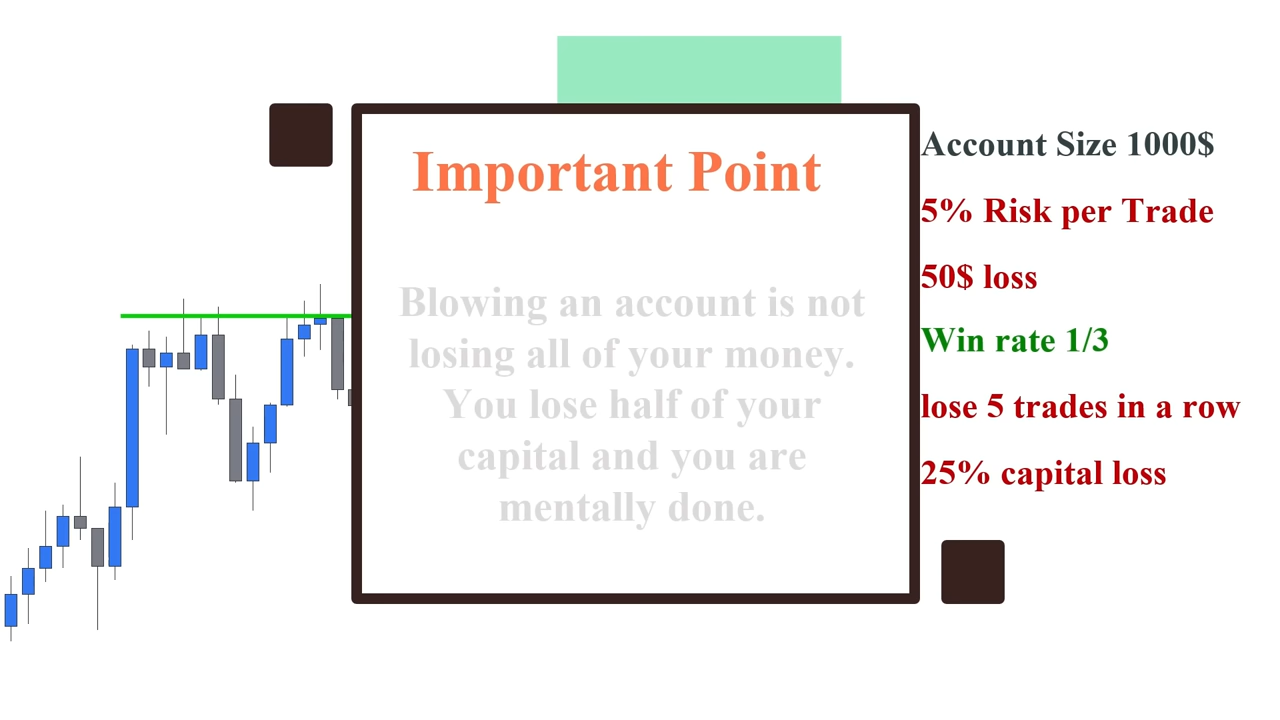 Important Point
Blowing an account is not
losing all of your money.
You lose half of your
capital and you are
mentally done.
Account Size 1000$
5% Risk per Trade
50$ loss
Win rate 1/3
lose 5 trades in a row
25% capital loss